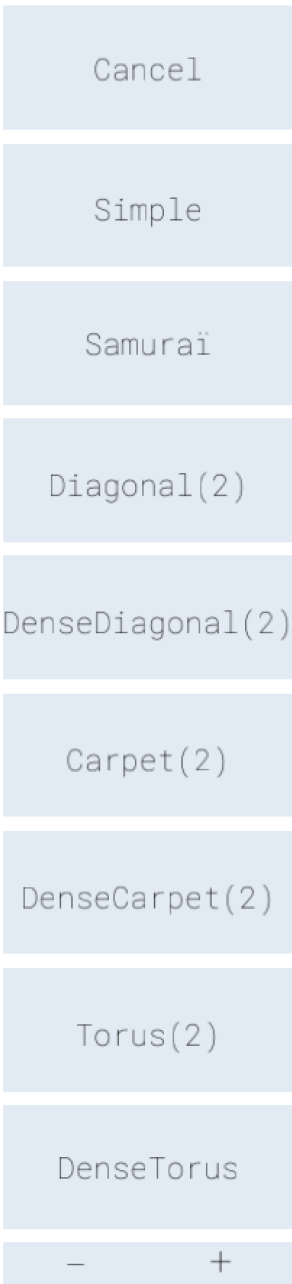 Cancel
Simple
Samuraï
Diagonal(2)
DenseDiagonal(2)
Carpet(2)
DenseCarpet(2)
Torus(2)
DenseTorus
- +